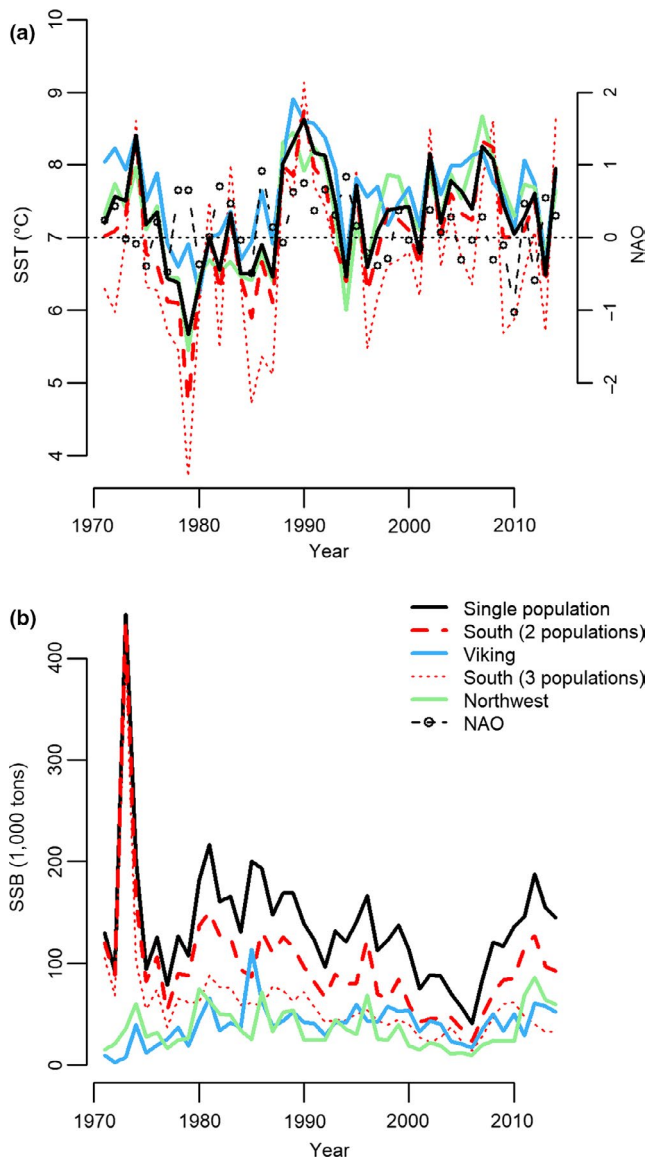 (a)
10
9
8
7
6
5
4
SST (°C)
2
1
0
−1
−2
NAO
1970
1980
1990
2000
2010
Year
(b)
Single population
South (2 populations)
Viking
South (3 populations)
Northwest
NAO
400
300
200
100
0
SSB (1,000 tons)
1970
1980
1990
2000
2010
Year